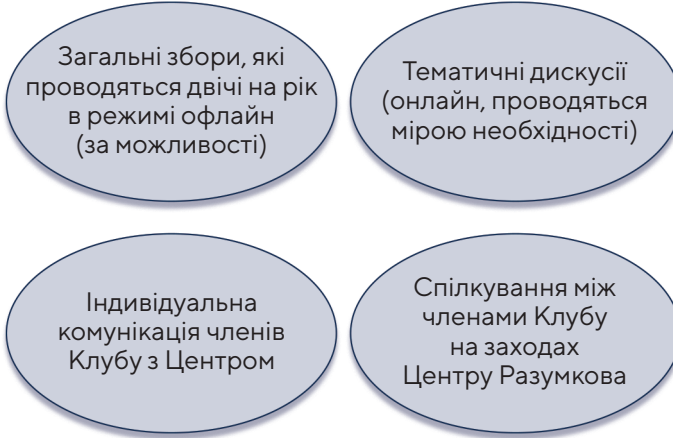 Загальні збори, які
проводяться двічі на рік
в режимі офлайн
(за можливості)
Тематичні дискусії
(онлайн, проводяться
мірою необхідності)
Індивідуальна
комунікація членів
Клубу з Центром
Спілкування між
членами Клубу
на заходах
Центру Разумкова